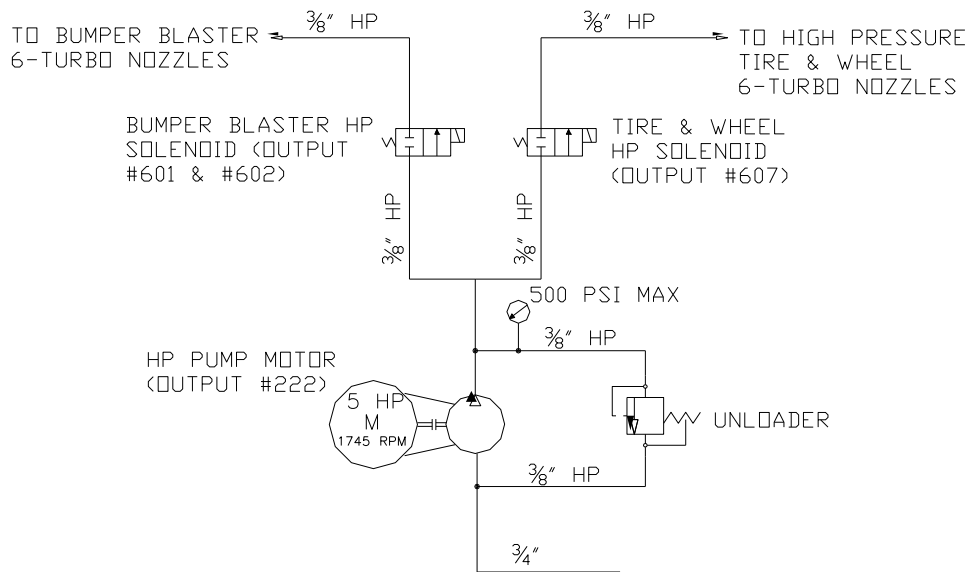 3/8" HP
3/8" HP
TO BUMPER BLASTER
6-TURBO NOZZLES
TO HIGH PRESSURE
TIRE & WHEEL
6-TURBO NOZZLES
BUMPER BLASTER HP
SOLENOID (OUTPUT
#601 & #602)
TIRE & WHEEL
HP SOLENOID
(OUTPUT #607)
3/8" HP
3/8" HP
500 PSI MAX
3/8" HP
HP PUMP MOTOR
(OUTPUT #222)
5 HP
M
1745 RPM
UNLOADER
3/8" HP
3/4"